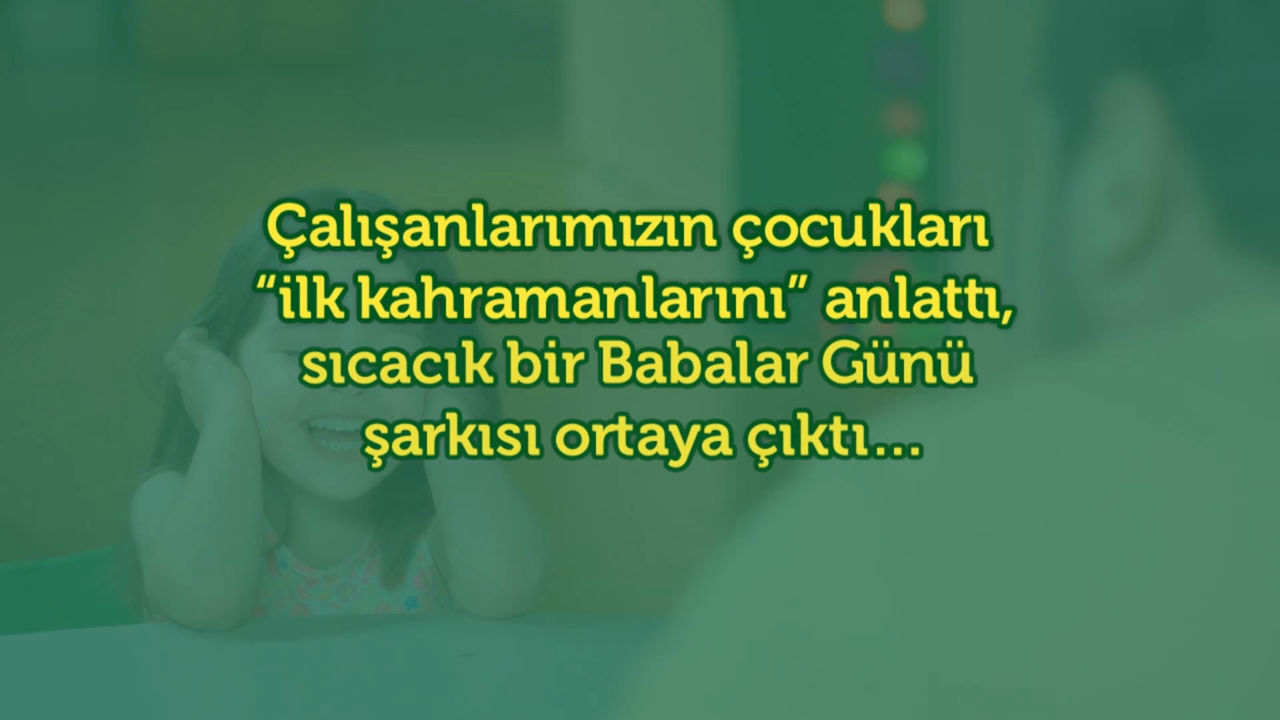 Çalışanlarımızın çocukları
“ilk kahramanlarını” anlattı,
sıcacık bir Babalar Günü
şarkısı ortaya çıktı...